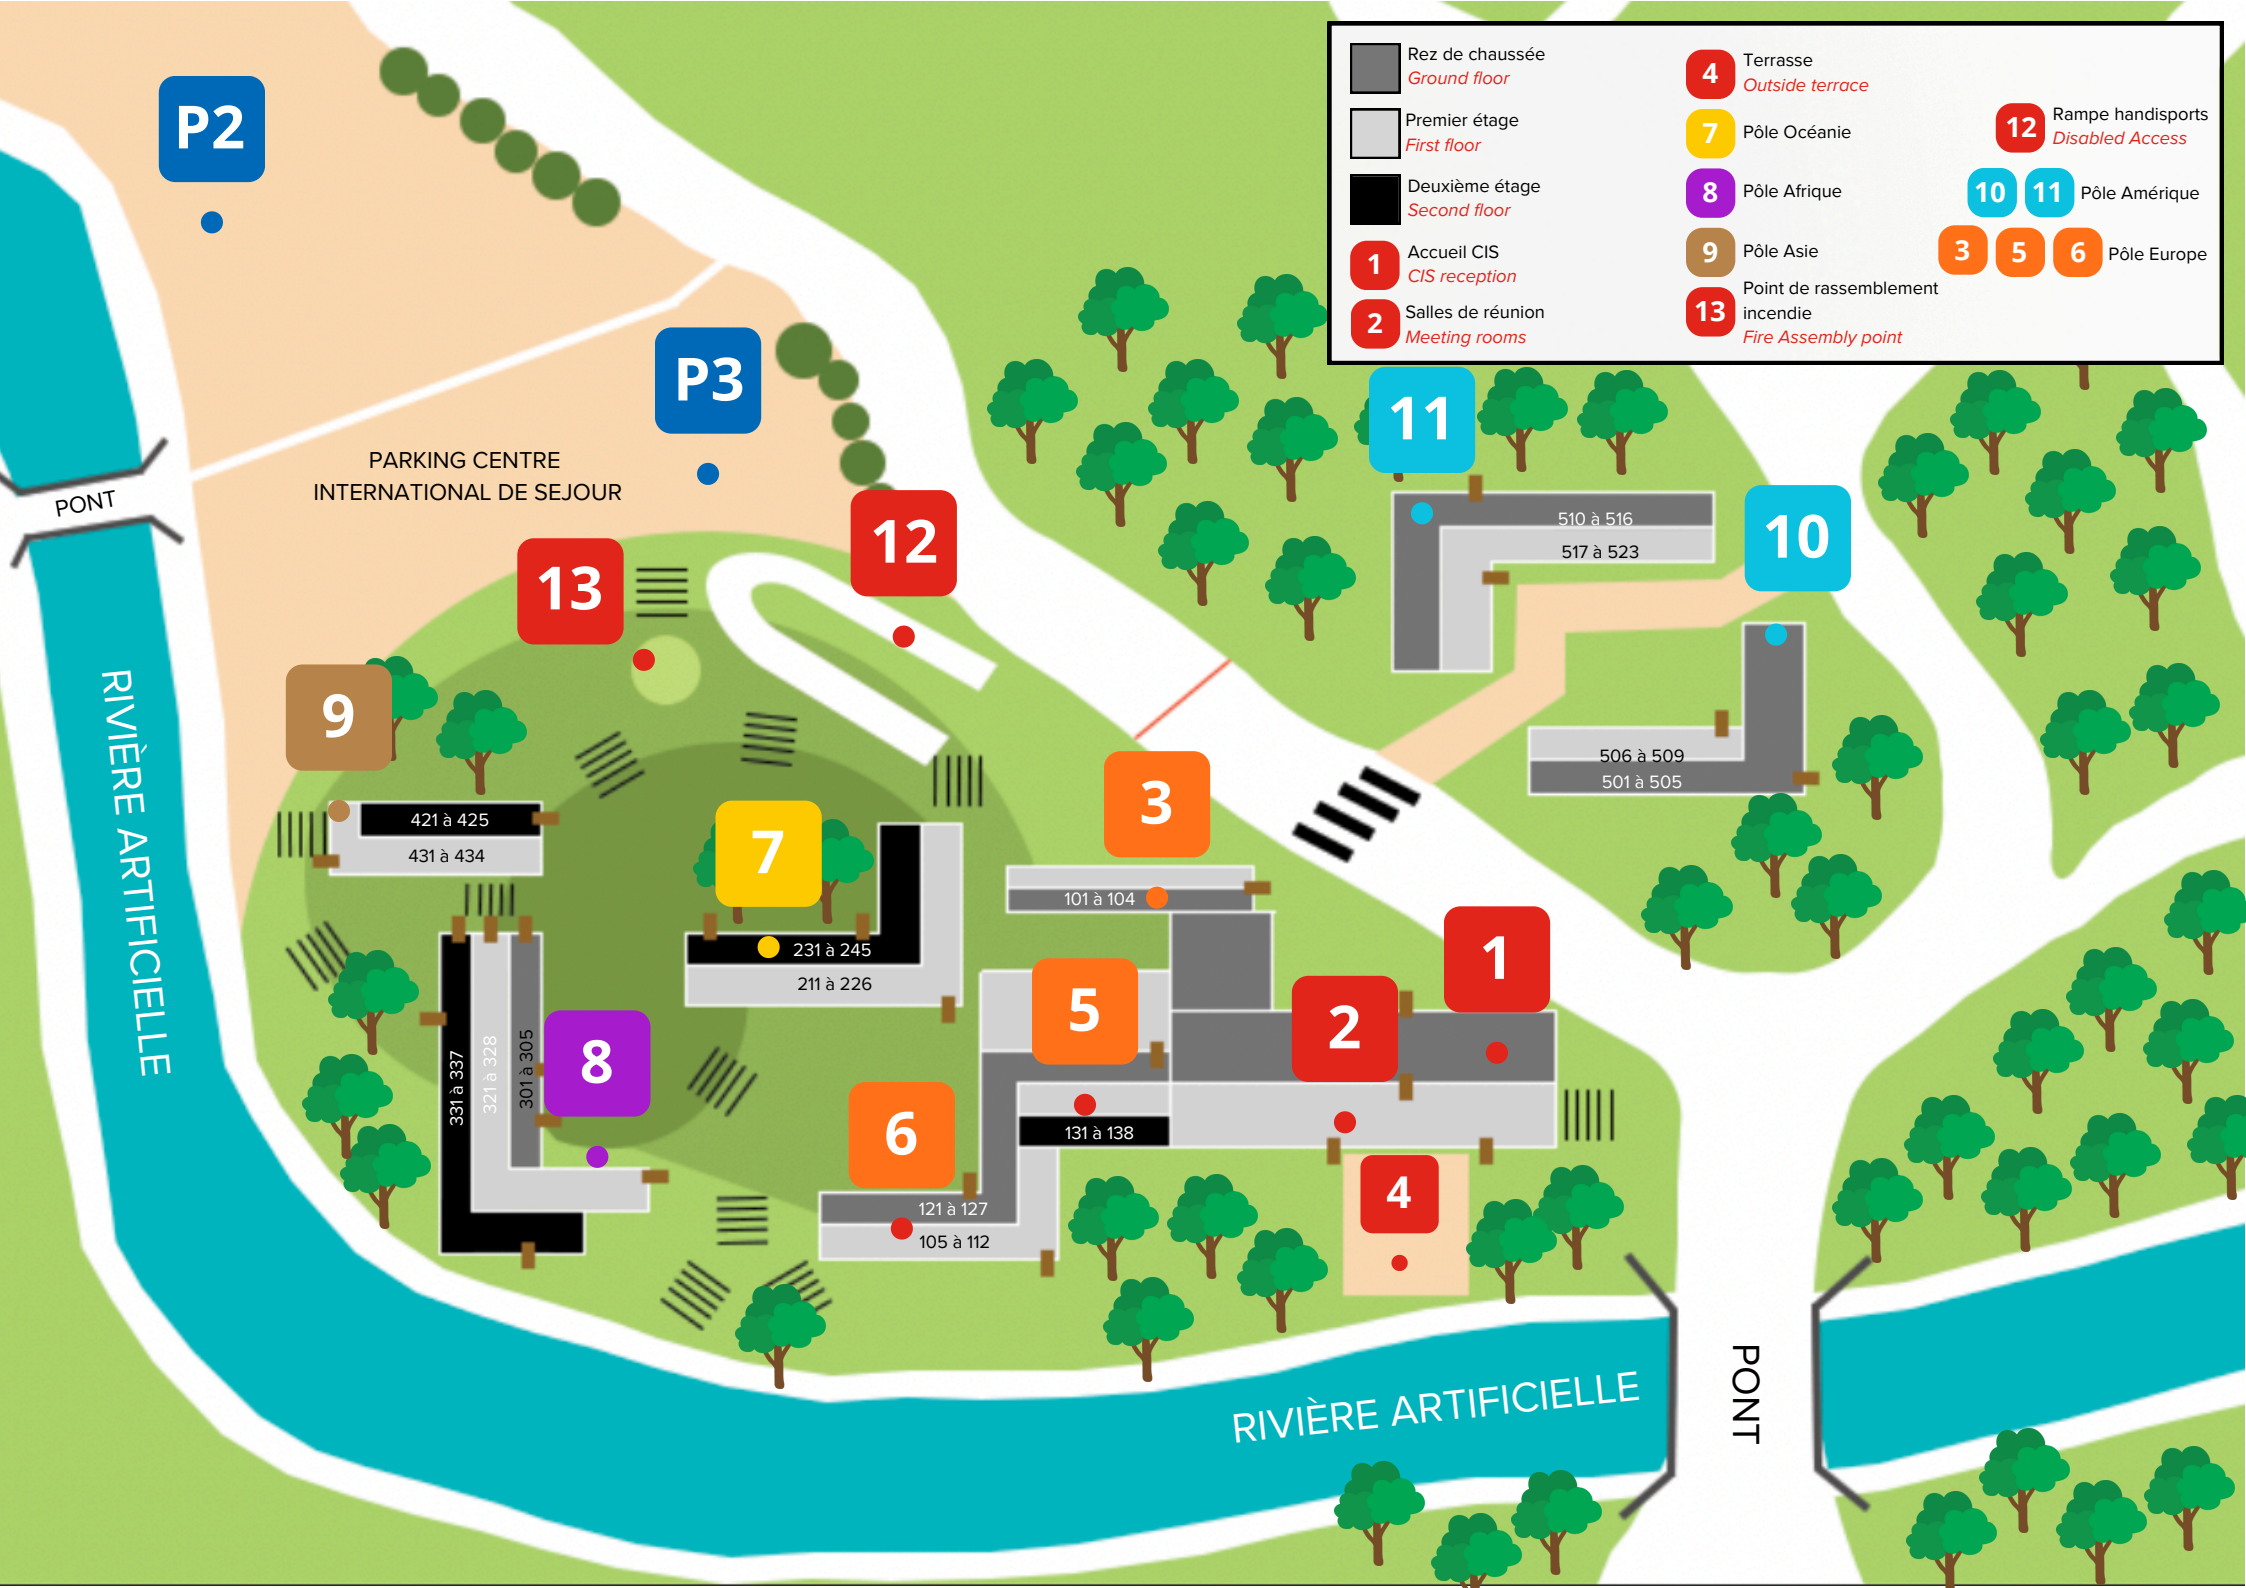 Rez de chaussée
Ground floor
Premier étage
First floor
Deuxième étage
Second floor
1 Accueil CIS
CIS reception
2 Salles de réunion
Meeting rooms
4 Terrasse
Outside terrace
7 Pôle Océanie
8 Pôle Afrique
9 Pôle Asie
13 Point de rassemblement
incendie
Fire Assembly point
12 Rampe handisports
Disabled Access
10 11 Pôle Amérique
3 5 6 Pôle Europe
P2
P3
PARKING CENTRE
INTERNATIONAL DE SEJOUR
PONT
11
510 à 516
517 à 523
10
506 à 509
501 à 505
12
13
9
421 à 425
431 à 434
7
231 à 245
211 à 226
3
101 à 104
1
2
5
131 à 138
8
331 à 337
321 à 328
301 à 305
6
121 à 127
105 à 112
4
RIVIÈRE ARTIFICIELLE
RIVIÈRE ARTIFICIELLE
PONT